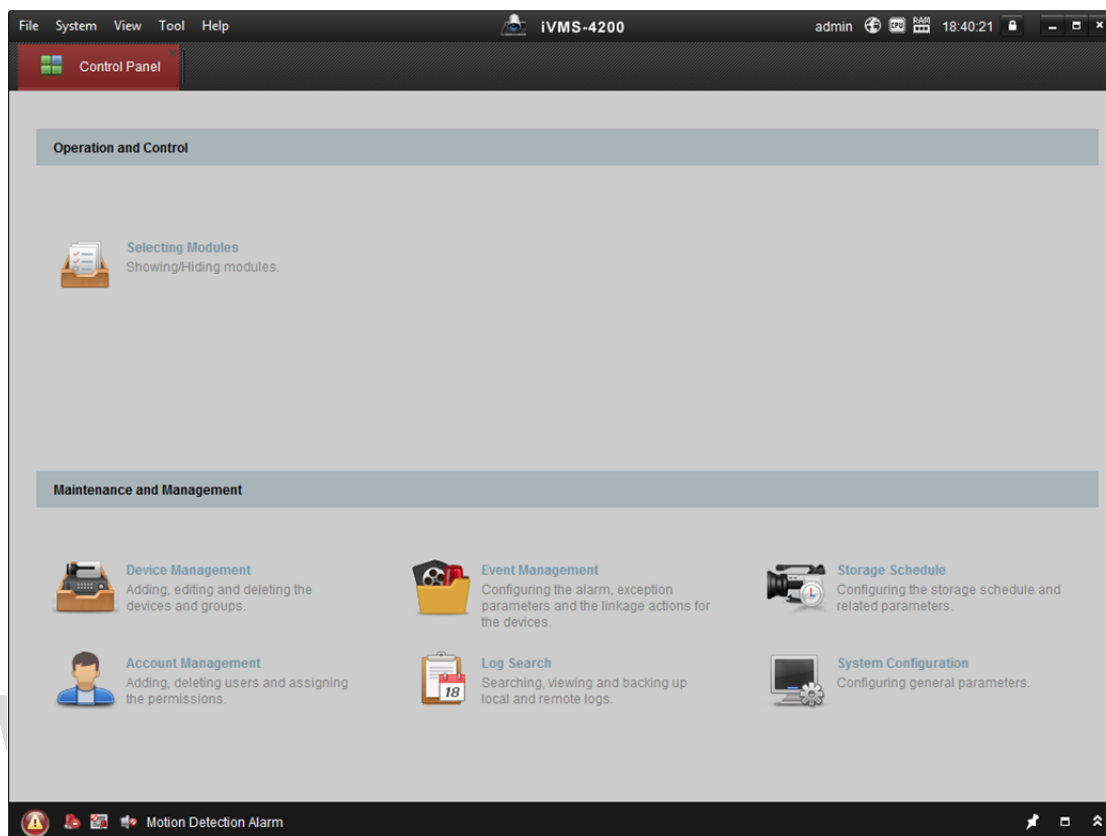 File System View Tool Help iVMS-4200 admin CPU RAM 18:40:21
Control Panel
Operation and Control
Selecting Modules
Showing/Hiding modules.
Maintenance and Management
Device Management
Adding, editing and deleting the
devices and groups.
Event Management
Configuring the alarm, exception
parameters and the linkage actions for
the devices.
Storage Schedule
Configuring the storage schedule and
related parameters.
Account Management
Adding, deleting users and assigning
the permissions.
18
Log Search
Searching, viewing and backing up
local and remote logs.
System Configuration
Configuring general parameters.
Motion Detection Alarm